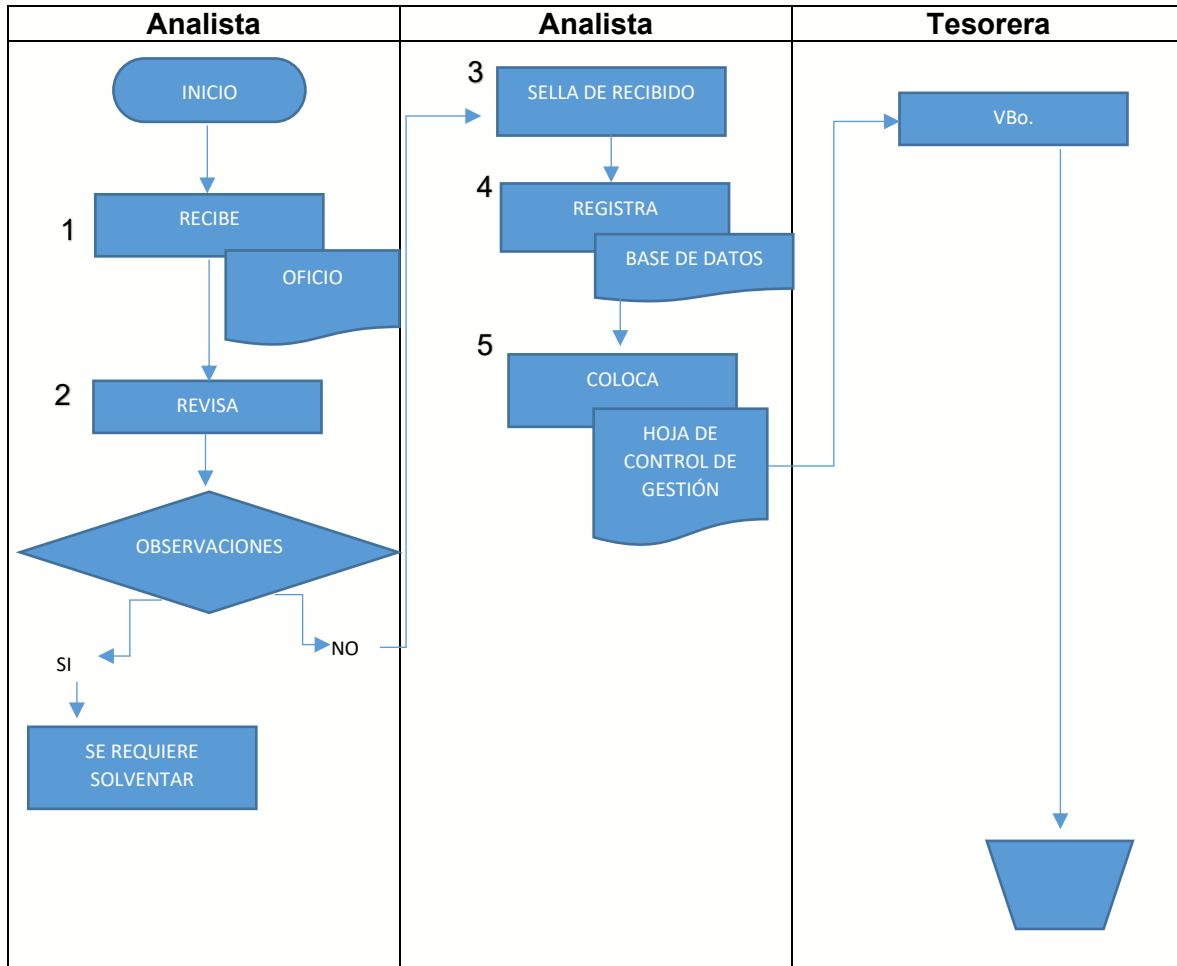 Analista
Analista
Tesorera
INICIO
1
RECIBE
OFICIO
2
REVISA
OBSERVACIONES
SI
NO
SE REQUIERE
SOLVENTAR
3
SELLA DE RECIBIDO
4
REGISTRA
BASE DE DATOS
5
COLOCA
HOJA DE
CONTROL DE
GESTIÓN
VBo.